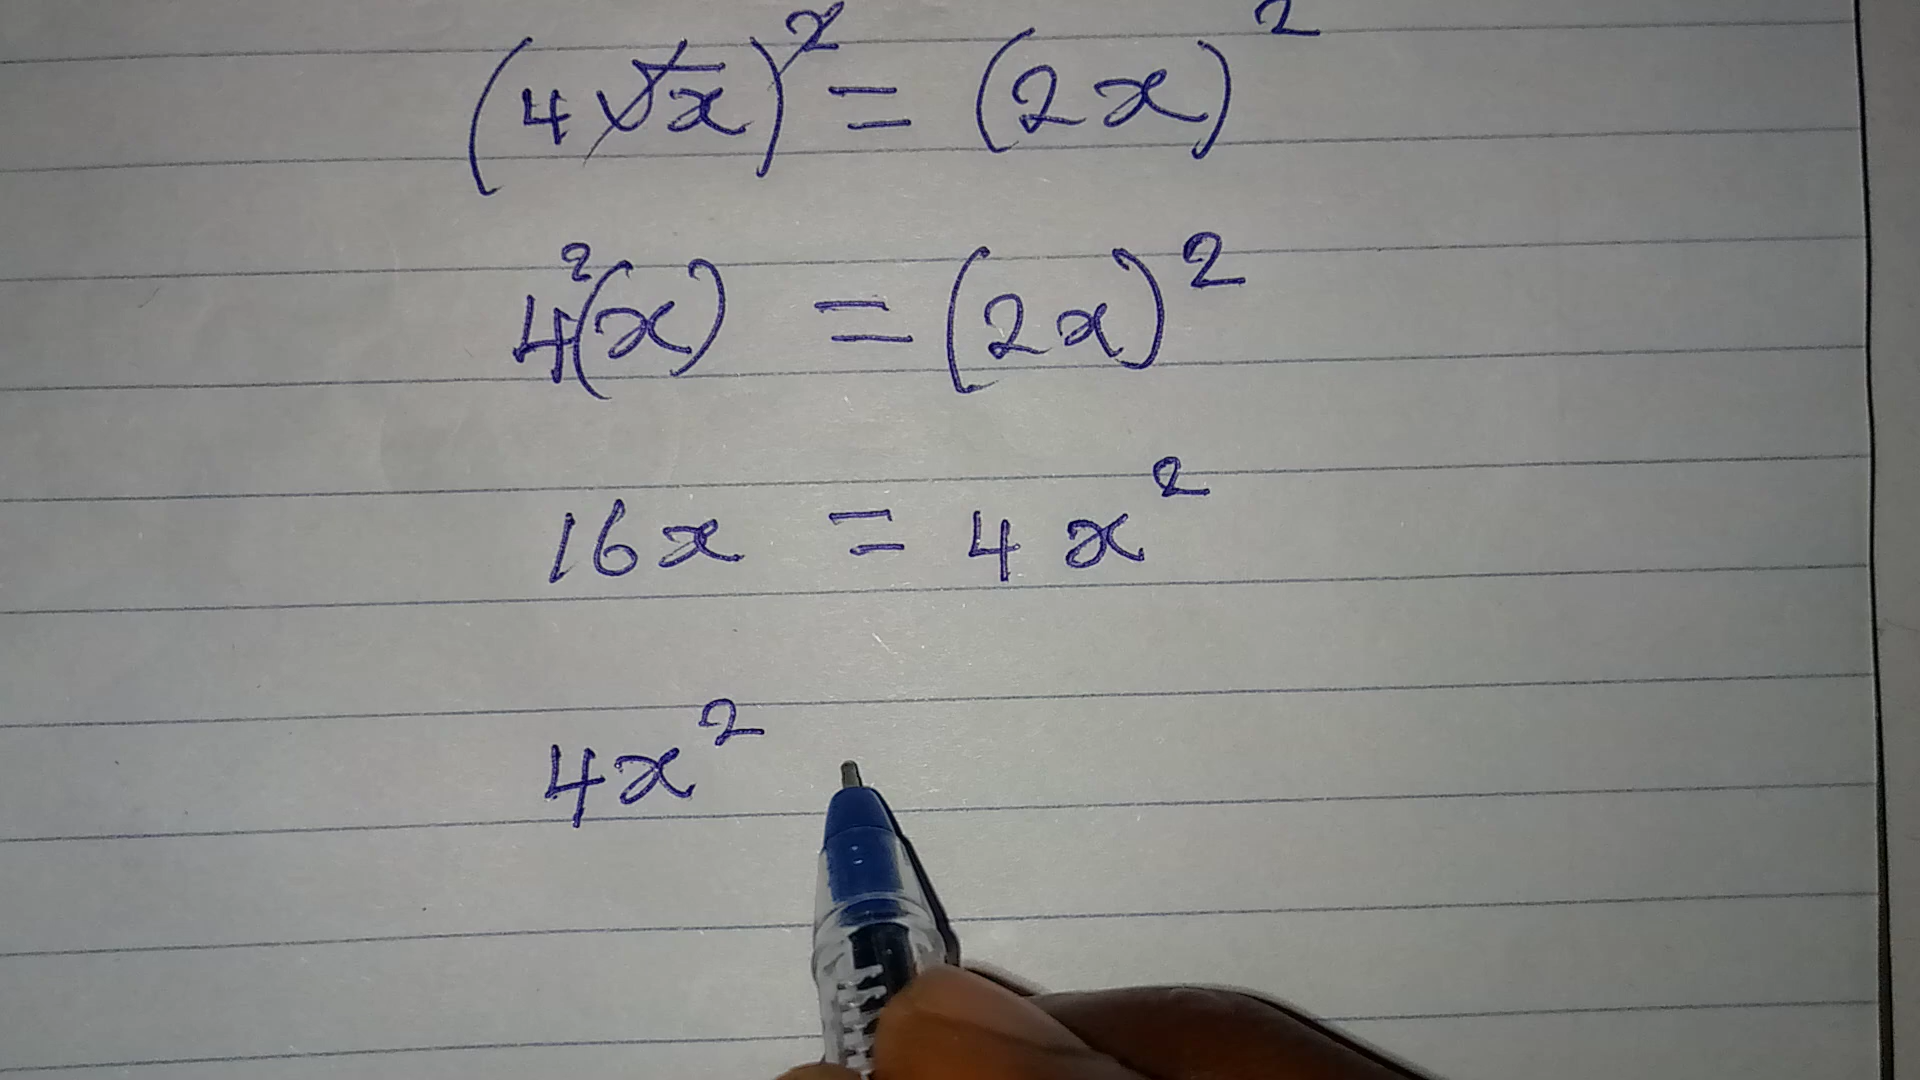 (4√x)² = (2x)²
4²(x) = (2x)²
16x = 4x²
4x²